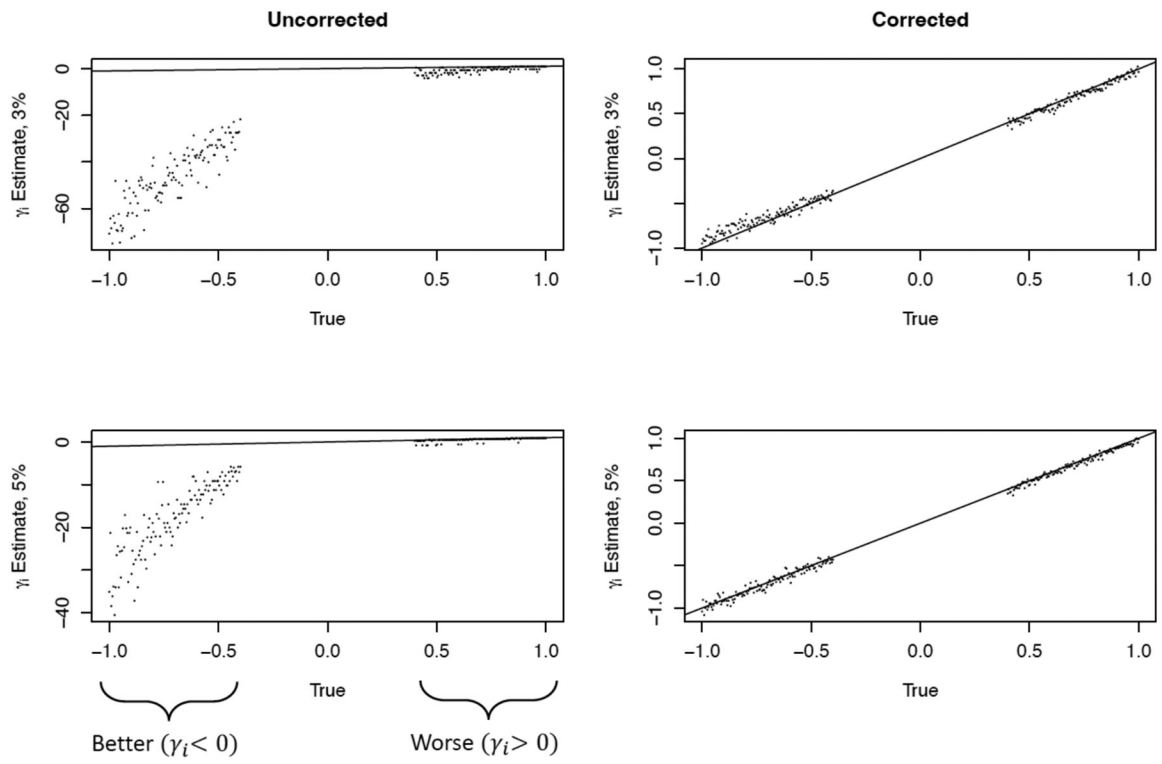 Uncorrected
Corrected
γi Estimate, 3%
0
−20
−60
−1.0 −0.5 0.0 0.5 1.0
True
γi Estimate, 3%
1.0
0.5
0.0
−1.0
−1.0 −0.5 0.0 0.5 1.0
True
γi Estimate, 5%
0
−20
−40
−1.0 −0.5 0.0 0.5 1.0
True
γi Estimate, 5%
1.0
0.5
0.0
−1.0
−1.0 −0.5 0.0 0.5 1.0
True
Better (γi< 0)
Worse (γi> 0)